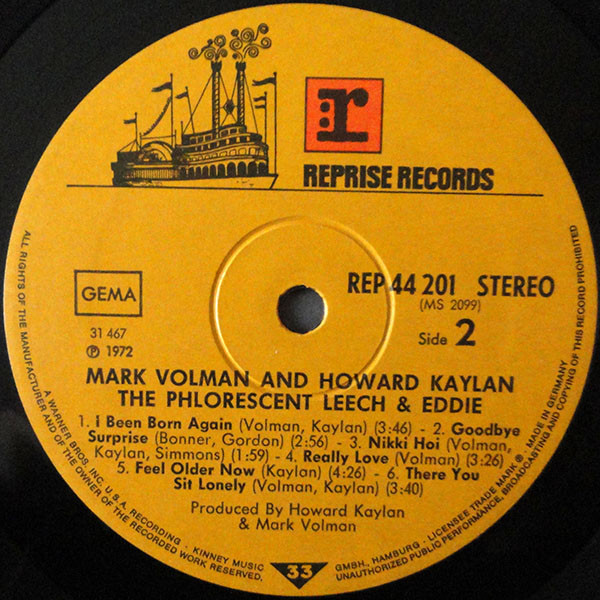 r
REPRISE RECORDS
GEMA
31 467
℗ 1972
REP 44 201 STEREO
(MS 2099)
Side 2
MARK VOLMAN AND HOWARD KAYLAN
THE PHLORESCENT LEECH & EDDIE
1. I Been Born Again (Volman, Kaylan) (3:46) - 2. Goodbye
Surprise (Bonner, Gordon) (2:56) - 3. Nikki Hoi (Volman,
Kaylan, Simmons) (1:59) - 4. Really Love (Volman) (3:26)
5. Feel Older Now (Kaylan) (4:26) - 6. There You
Sit Lonely (Volman, Kaylan) (3:40)
Produced By Howard Kaylan
& Mark Volman
ALL RIGHTS OF THE MANUFACTURER AND OF THE OWNER OF THE RECORDED WORK RESERVED.
A WARNER BROS. INC. U.S.A. RECORDING · KINNEY MUSIC
33
GMBH., HAMBURG · LICENSEE TRADE MARK ® · MADE IN GERMANY
UNAUTHORIZED PUBLIC PERFORMANCE, BROADCASTING AND COPYING OF THIS RECORD PROHIBITED